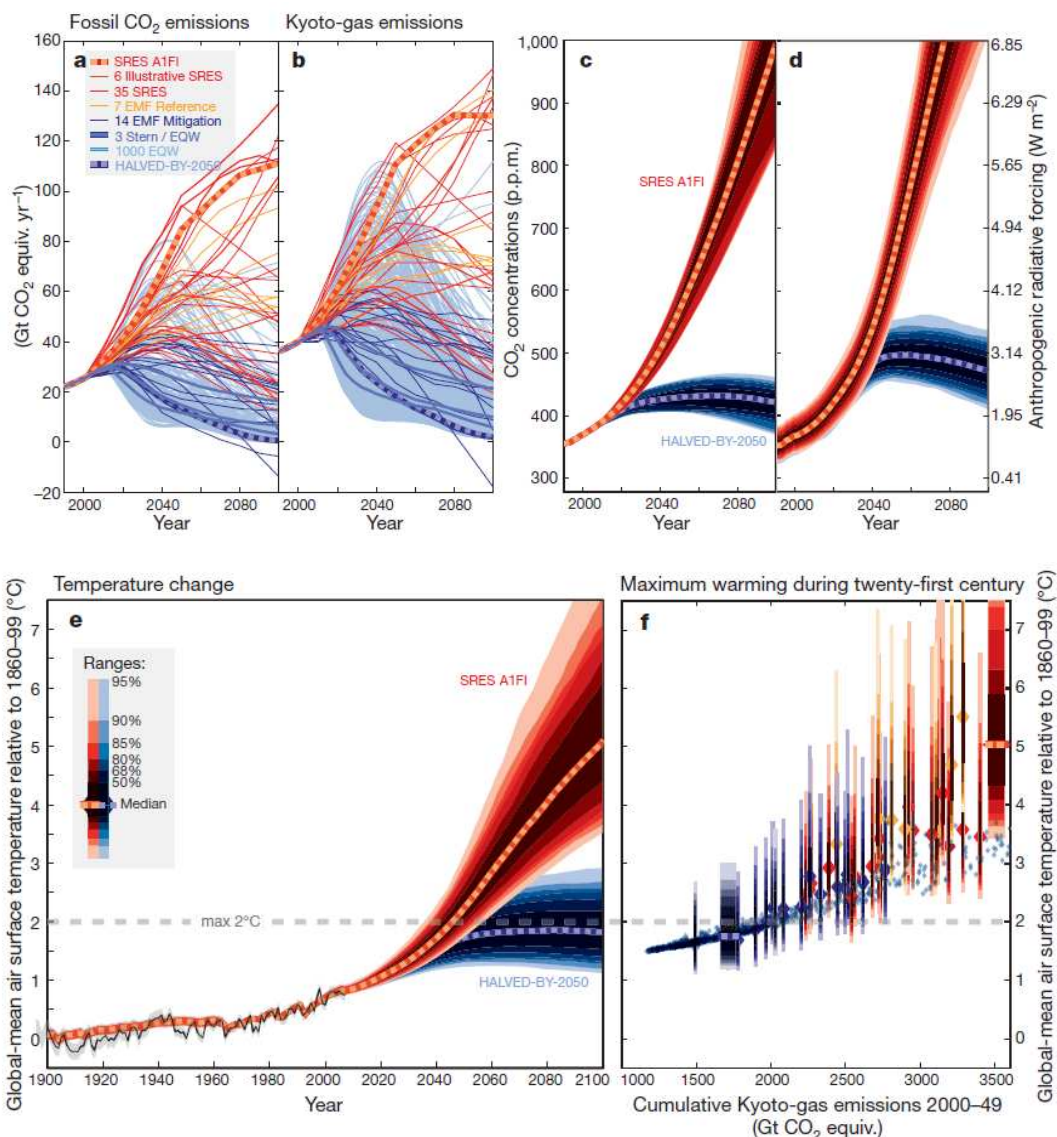 Fossil CO2 emissions
Kyoto-gas emissions
a
b
c
d
160
140
120
100
80
60
40
20
0
−20
(Gt CO2 equiv. yr−1)
SRES A1FI
6 Illustrative SRES
35 SRES
7 EMF Reference
14 EMF Mitigation
3 Stern / EQW
1000 EQW
HALVED-BY-2050
2000 2040 2080
Year
2000 2040 2080
Year
1,000
900
800
700
600
500
400
300
CO2 concentrations (p.p.m.)
SRES A1FI
HALVED-BY-2050
2000 2040 2080
Year
2000 2040 2080
Year
6.85
6.29
5.65
4.94
4.12
3.14
1.95
0.41
Anthropogenic radiative forcing (W m−2)
Temperature change
e
7
6
5
4
3
2
1
0
Global-mean air surface temperature relative to 1860–99 (°C)
Ranges:
95%
90%
85%
80%
68%
50%
Median
SRES A1FI
max 2°C
HALVED-BY-2050
1900 1920 1940 1960 1980 2000 2020 2040 2060 2080 2100
Year
Maximum warming during twenty-first century
f
7
6
5
4
3
2
1
0
Global-mean air surface temperature relative to 1860–99 (°C)
1000 1500 2000 2500 3000 3500
Cumulative Kyoto-gas emissions 2000–49
(Gt CO2 equiv.)